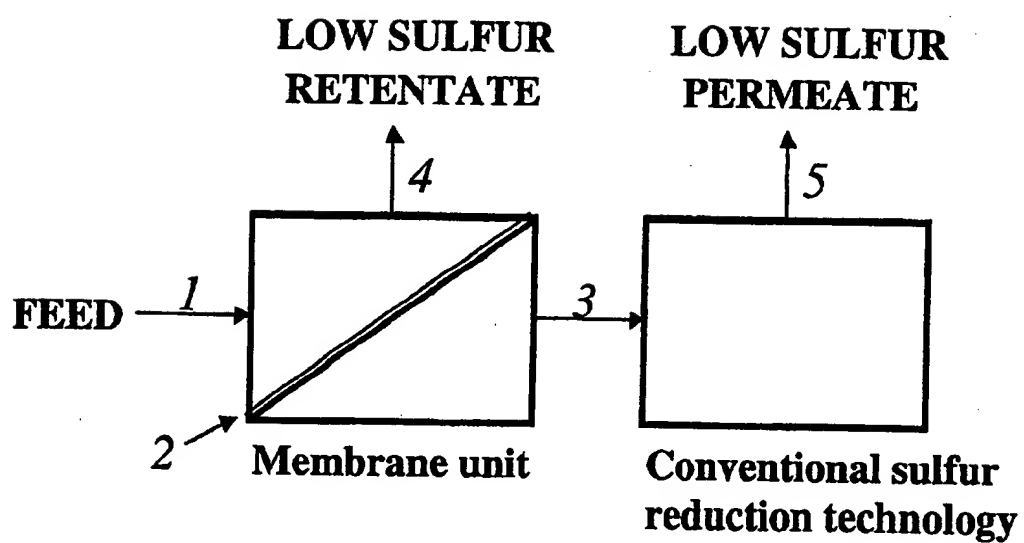 LOW SULFUR
RETENTATE
LOW SULFUR
PERMEATE
4
5
FEED
1
3
2
Membrane unit
Conventional sulfur
reduction technology